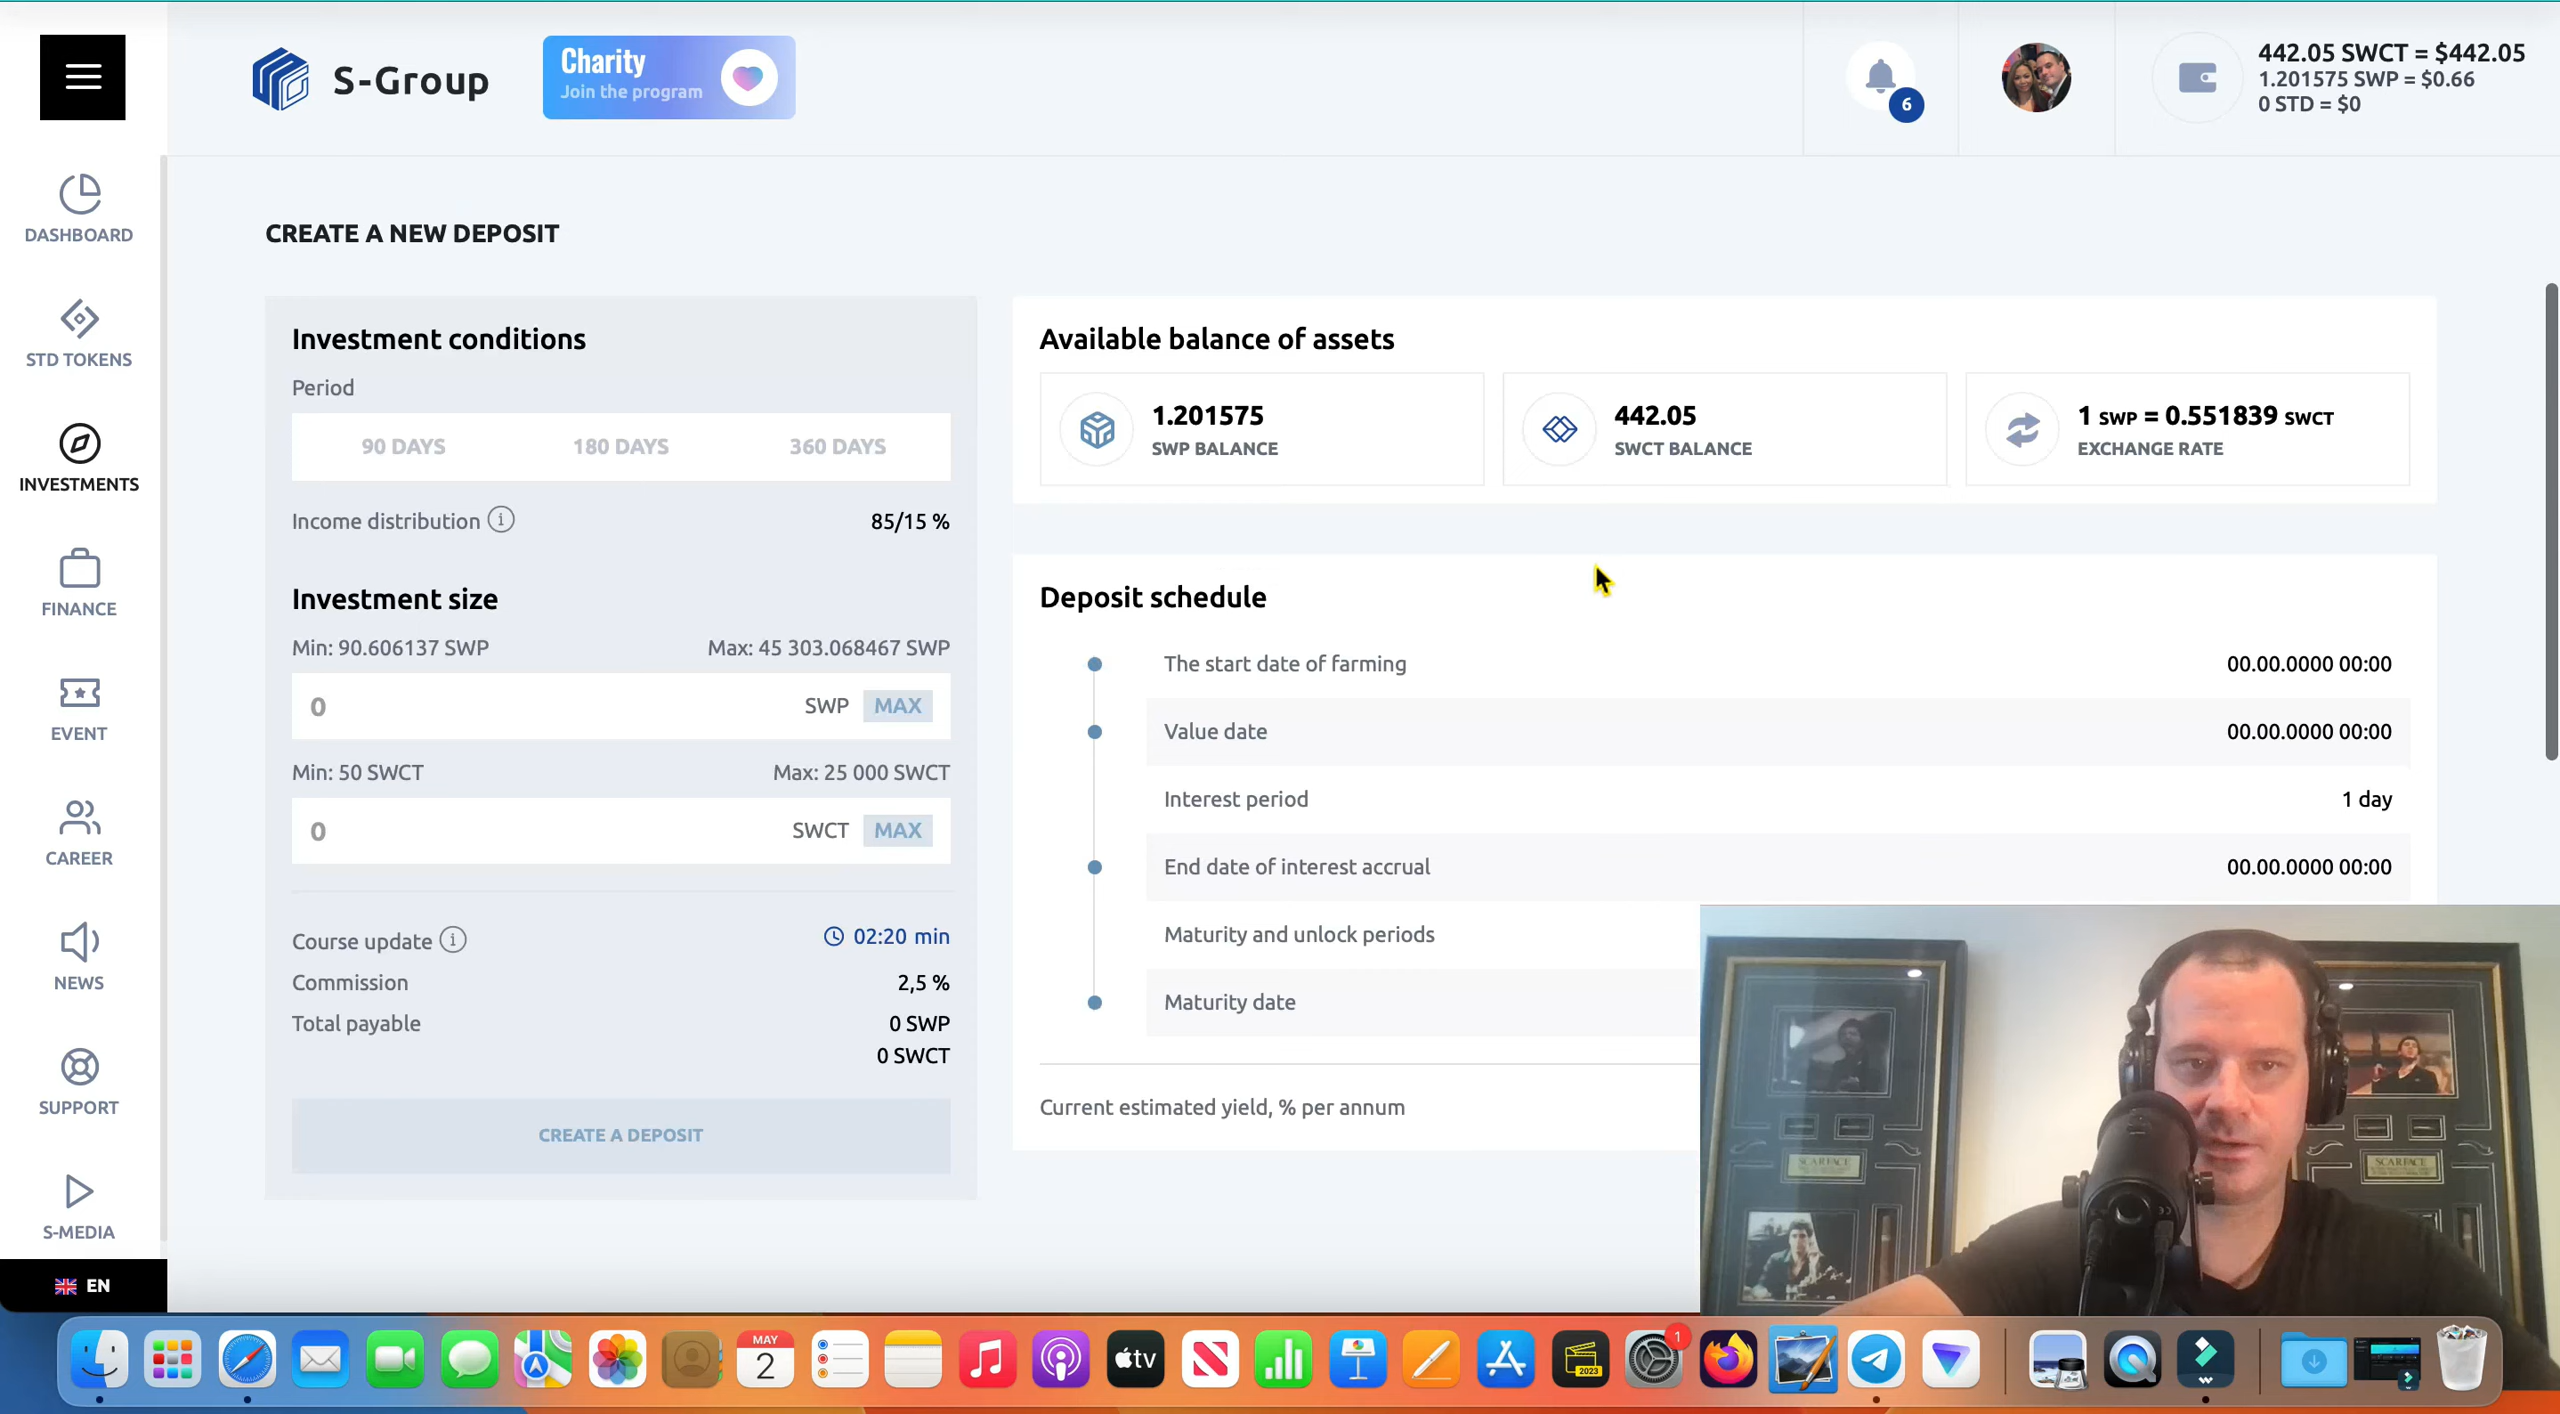 S-Group
Charity
Join the program
6
442.05 SWCT = $442.05
1.201575 SWP = $0.66
0 STD = $0
DASHBOARD
STD TOKENS
INVESTMENTS
FINANCE
EVENT
CAREER
NEWS
SUPPORT
S-MEDIA
EN
CREATE A NEW DEPOSIT
Investment conditions
Period
90 DAYS 180 DAYS 360 DAYS
Income distribution i 85/15 %
Investment size
Min: 90.606137 SWP Max: 45 303.068467 SWP
0 SWP MAX
Min: 50 SWCT Max: 25 000 SWCT
0 SWCT MAX
Course update i 02:20 min
Commission 2,5 %
Total payable 0 SWP
0 SWCT
CREATE A DEPOSIT
Available balance of assets
1.201575
SWP BALANCE
442.05
SWCT BALANCE
1 SWP = 0.551839 SWCT
EXCHANGE RATE
Deposit schedule
The start date of farming 00.00.0000 00:00
Value date 00.00.0000 00:00
Interest period 1 day
End date of interest accrual 00.00.0000 00:00
Maturity and unlock periods
Maturity date
Current estimated yield, % per annum
SCARFACE
SCARFACE
MAY
2
tv
2023
1